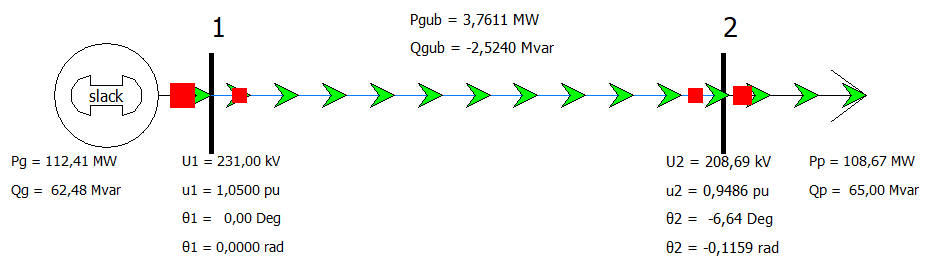 Pgub = 3,7611 MW
Qgub = -2,5240 Mvar
1
2
slack
Pg = 112,41 MW
Qg = 62,48 Mvar
U1 = 231,00 kV
u1 = 1,0500 pu
θ1 = 0,00 Deg
θ1 = 0,0000 rad
U2 = 208,69 kV
u2 = 0,9486 pu
θ2 = -6,64 Deg
θ2 = -0,1159 rad
Pp = 108,67 MW
Qp = 65,00 Mvar